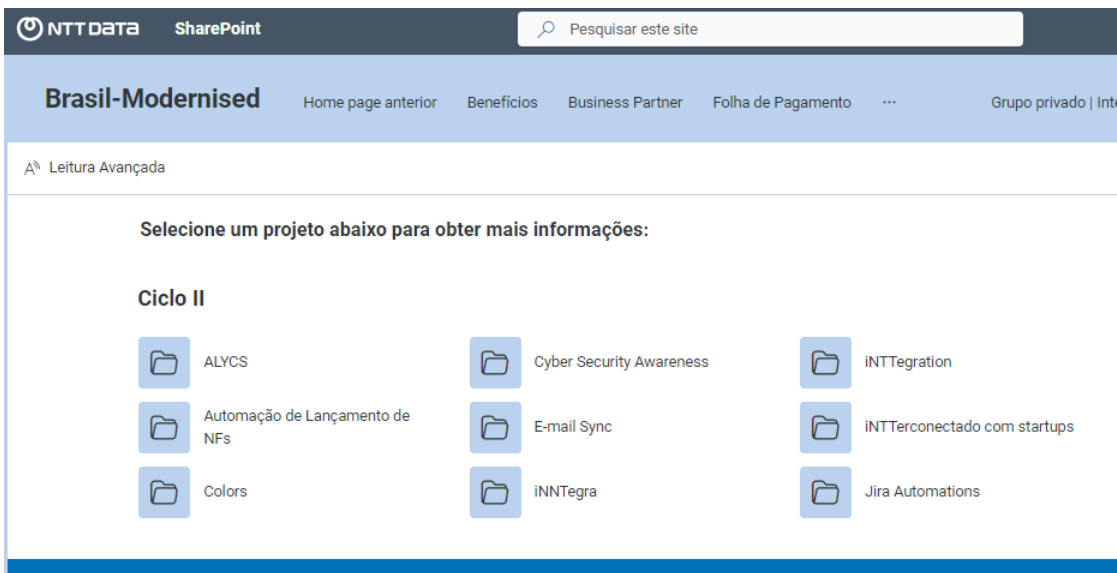 NTT DATA SharePoint Pesquisar este site
Brasil-Modernised Home page anterior Benefícios Business Partner Folha de Pagamento ... Grupo privado | Inte
Leitura Avançada
Selecione um projeto abaixo para obter mais informações:
Ciclo II
ALYCS Cyber Security Awareness iNTTegration
Automação de Lançamento de
NFs
E-mail Sync iNTTerconectado com startups
Colors iNNTegra Jira Automations